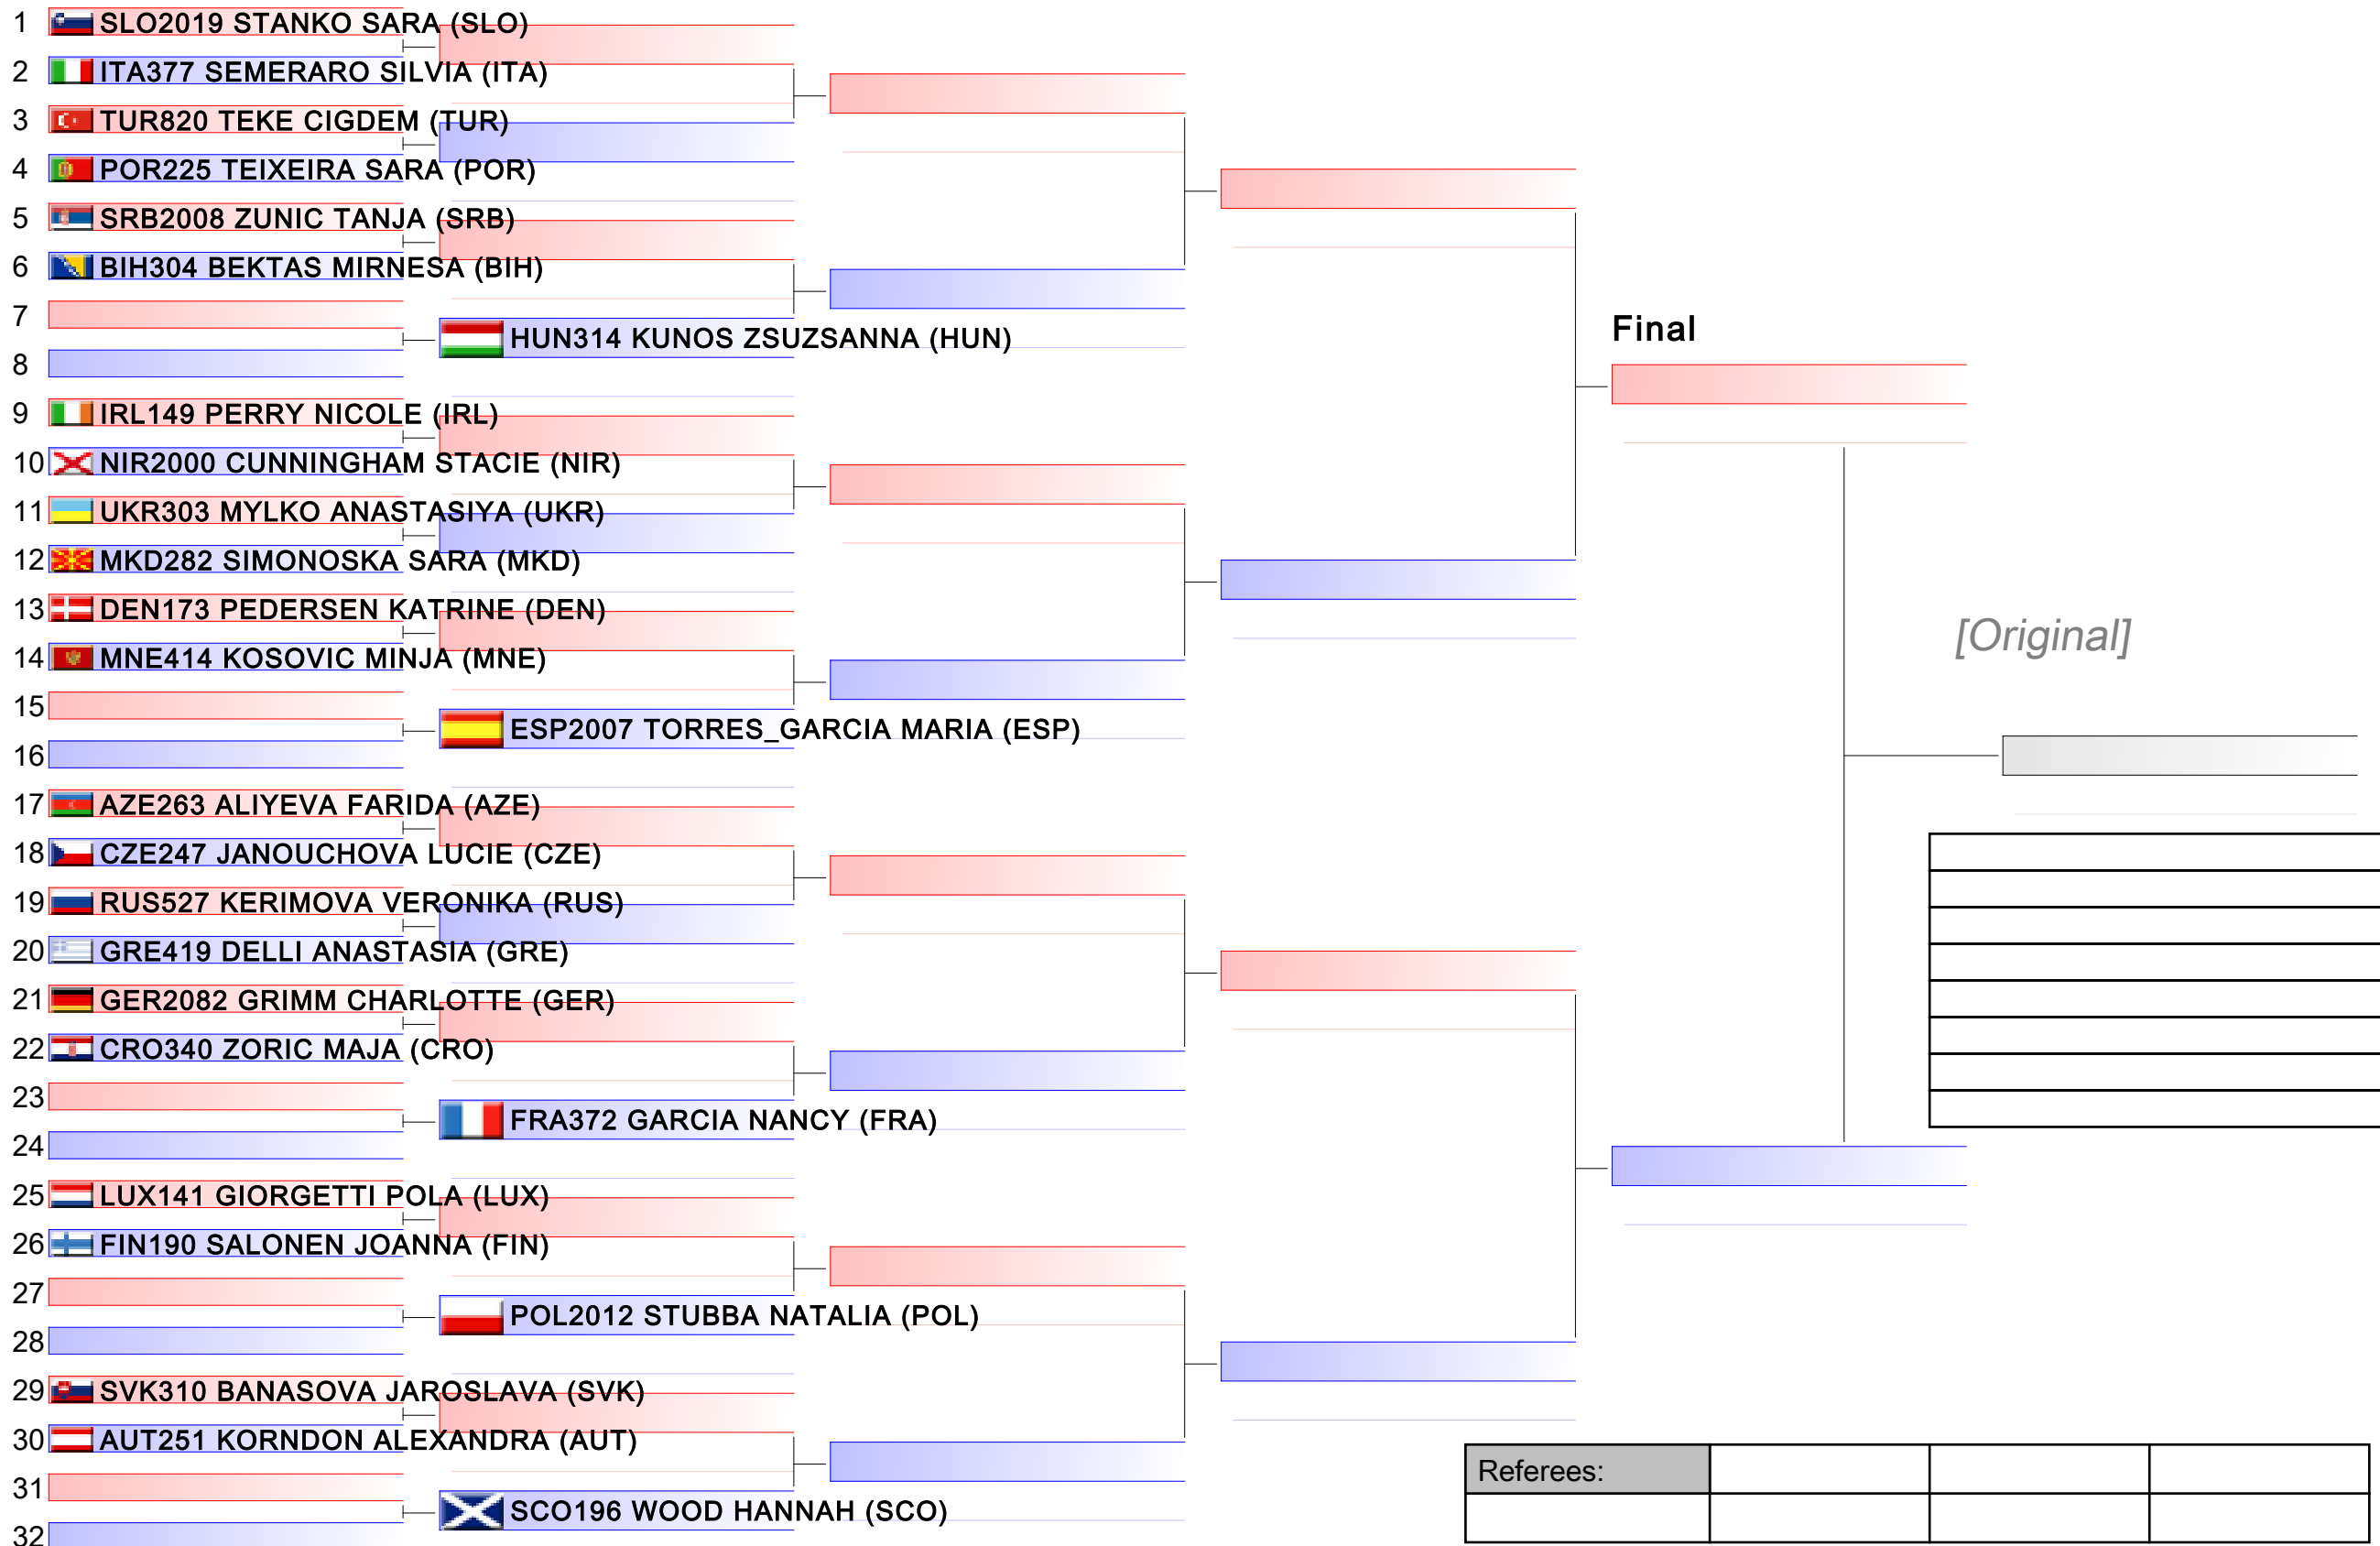 1 SLO2019 STANKO SARA (SLO)
2 ITA377 SEMERARO SILVIA (ITA)
3 TUR820 TEKE CIGDEM (TUR)
4 POR225 TEIXEIRA SARA (POR)
5 SRB2008 ZUNIC TANJA (SRB)
6 BIH304 BEKTAS MIRNESA (BIH)
7
HUN314 KUNOS ZSUZSANNA (HUN)
Final
8
9 IRL149 PERRY NICOLE (IRL)
10 NIR2000 CUNNINGHAM STACIE (NIR)
11 UKR303 MYLKO ANASTASIYA (UKR)
12 MKD282 SIMONOSKA SARA (MKD)
13 DEN173 PEDERSEN KATRINE (DEN)
[Original]
14 MNE414 KOSOVIC MINJA (MNE)
15
ESP2007 TORRES_GARCIA MARIA (ESP)
16
17 AZE263 ALIYEVA FARIDA (AZE)
18 CZE247 JANOUCHOVA LUCIE (CZE)
19 RUS527 KERIMOVA VERONIKA (RUS)
20 GRE419 DELLI ANASTASIA (GRE)
21 GER2082 GRIMM CHARLOTTE (GER)
22 CRO340 ZORIC MAJA (CRO)
23
FRA372 GARCIA NANCY (FRA)
24
25 LUX141 GIORGETTI POLA (LUX)
26 FIN190 SALONEN JOANNA (FIN)
27
POL2012 STUBBA NATALIA (POL)
28
29 SVK310 BANASOVA JAROSLAVA (SVK)
30 AUT251 KORNDON ALEXANDRA (AUT)
Referees:
31
SCO196 WOOD HANNAH (SCO)
32